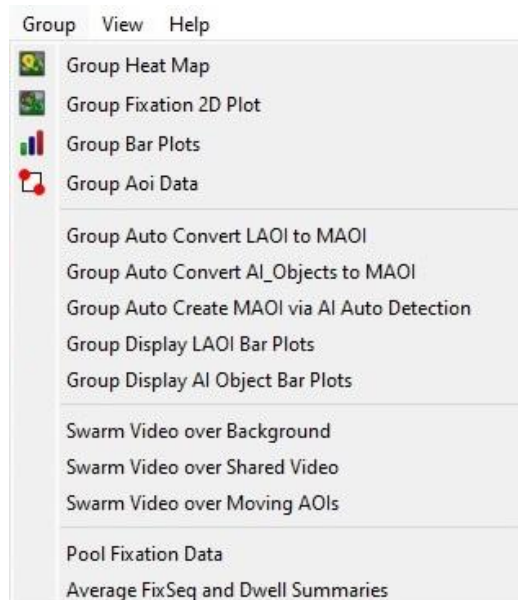 Group View Help
Group Heat Map
Group Fixation 2D Plot
Group Bar Plots
Group Aoi Data
Group Auto Convert LAOI to MAOI
Group Auto Convert AI_Objects to MAOI
Group Auto Create MAOI via AI Auto Detection
Group Display LAOI Bar Plots
Group Display AI Object Bar Plots
Swarm Video over Background
Swarm Video over Shared Video
Swarm Video over Moving AOIs
Pool Fixation Data
Average FixSeq and Dwell Summaries